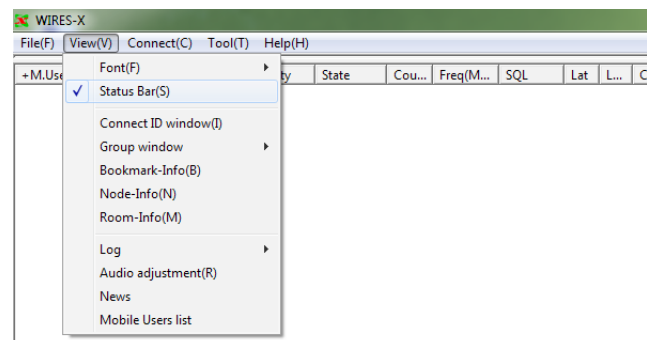 WIRES-X
File(F) View(V) Connect(C) Tool(T) Help(H)
+M.Use ty State Cou... Freq(M... SQL Lat L... C
Font(F)
Status Bar(S)
Connect ID window(I)
Group window
Bookmark-Info(B)
Node-Info(N)
Room-Info(M)
Log
Audio adjustment(R)
News
Mobile Users list